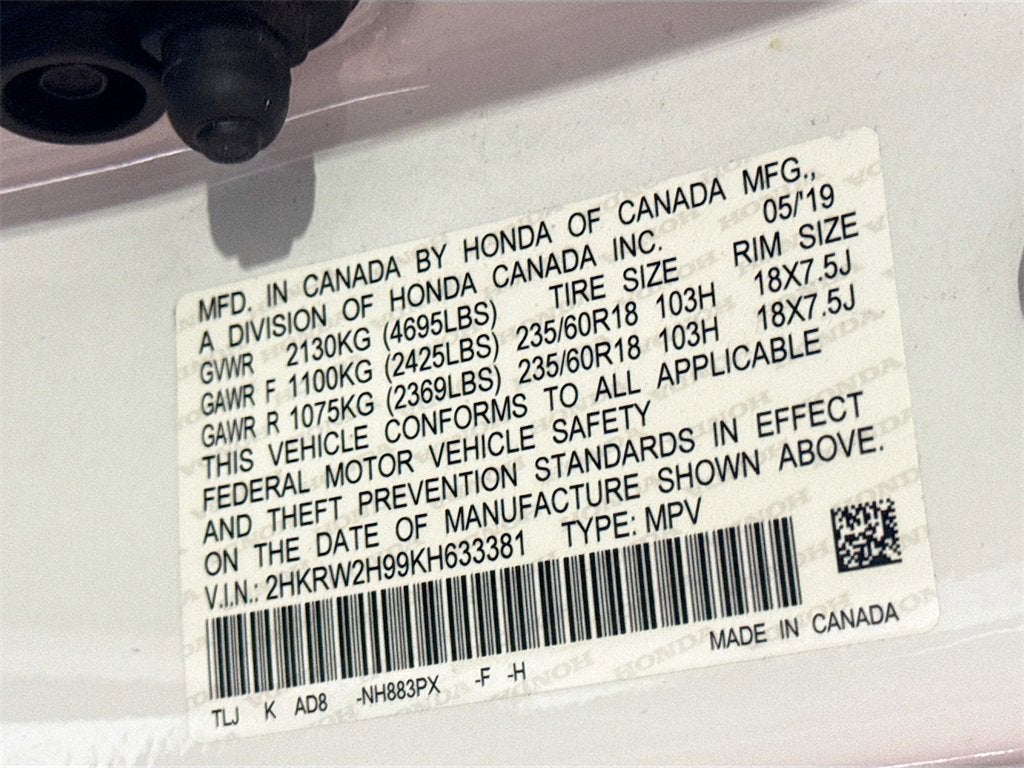 MFD. IN CANADA BY HONDA OF CANADA MFG.,
A DIVISION OF HONDA CANADA INC. 05/'19
GVWR 2130KG (4695LBS) TIRE SIZE RIM SIZE
GAWR F 1100KG (2425LBS) 235/60R18 103H 18X7.5J
GAWR R 1075KG (2369LBS) 235/60R18 103H 18X7.5J
THIS VEHICLE CONFORMS TO ALL APPLICABLE
FEDERAL MOTOR VEHICLE SAFETY
AND THEFT PREVENTION STANDARDS IN EFFECT
ON THE DATE OF MANUFACTURE SHOWN ABOVE.
V.I.N.: 2HKRW2H99KH633381 TYPE: MPV
MADE IN CANADA
TLJ K AD8 -NH883PX -F -H